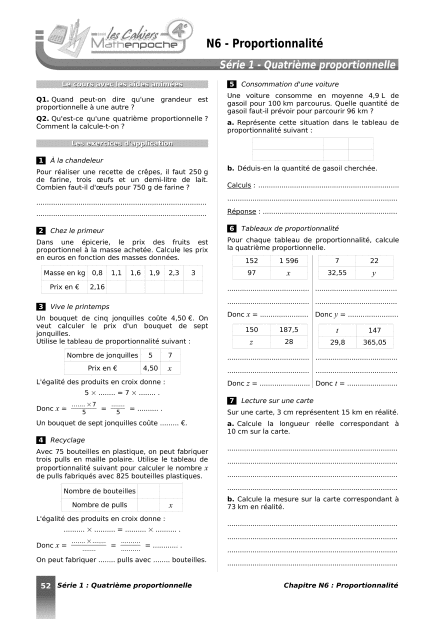 les Cahiers
Mathenpoche
4e
N6 - Proportionnalité
Série 1 - Quatrième proportionnelle
Le cours avec les aides animées
Q1. Quand peut-on dire qu'une grandeur est
proportionnelle à une autre ?
Q2. Qu'est-ce qu'une quatrième proportionnelle ?
Comment la calcule-t-on ?
Les exercices d'application
1 À la chandeleur
Pour réaliser une recette de crêpes, il faut 250 g
de farine, trois œufs et un demi-litre de lait.
Combien faut-il d'œufs pour 750 g de farine ?
2 Chez le primeur
Dans une épicerie, le prix des fruits est
proportionnel à la masse achetée. Calcule les prix
en euros en fonction des masses données.
Masse en kg 0,8 1,1 1,6 1,9 2,3 3
Prix en € 2,16
3 Vive le printemps
Un bouquet de cinq jonquilles coûte 4,50 €. On
veut calculer le prix d'un bouquet de sept
jonquilles.
Utilise le tableau de proportionnalité suivant :
Nombre de jonquilles 5 7
Prix en € 4,50 x
L'égalité des produits en croix donne :
5 × ........ = 7 × ........ .
Donc x = ........ × 7 / 5 = ........ / 5 = .......... .
Un bouquet de sept jonquilles coûte ......... €.
4 Recyclage
Avec 75 bouteilles en plastique, on peut fabriquer
trois pulls en maille polaire. Utilise le tableau de
proportionnalité suivant pour calculer le nombre x
de pulls fabriqués avec 825 bouteilles plastiques.
Nombre de bouteilles
Nombre de pulls x
L'égalité des produits en croix donne :
.......... × .......... = .......... × .......... .
Donc x = ....... × ....... / ....... = .......... / .......... = ............ .
On peut fabriquer ........ pulls avec ........ bouteilles.
5 Consommation d'une voiture
Une voiture consomme en moyenne 4,9 L de
gasoil pour 100 km parcourus. Quelle quantité de
gasoil faut-il prévoir pour parcourir 96 km ?
a. Représente cette situation dans le tableau de
proportionnalité suivant :
b. Déduis-en la quantité de gasoil cherchée.
Calculs : ........................................
Réponse : ........................................
6 Tableaux de proportionnalité
Pour chaque tableau de proportionnalité, calcule
la quatrième proportionnelle.
152 1 596
97 x
7 22
32,55 y
Donc x = ...................... Donc y = ......................
150 187,5
z 28
t 147
29,8 365,05
Donc z = ...................... Donc t = ......................
7 Lecture sur une carte
Sur une carte, 3 cm représentent 15 km en réalité.
a. Calcule la longueur réelle correspondant à
10 cm sur la carte.
b. Calcule la mesure sur la carte correspondant à
73 km en réalité.
52 Série 1 : Quatrième proportionnelle
Chapitre N6 : Proportionnalité